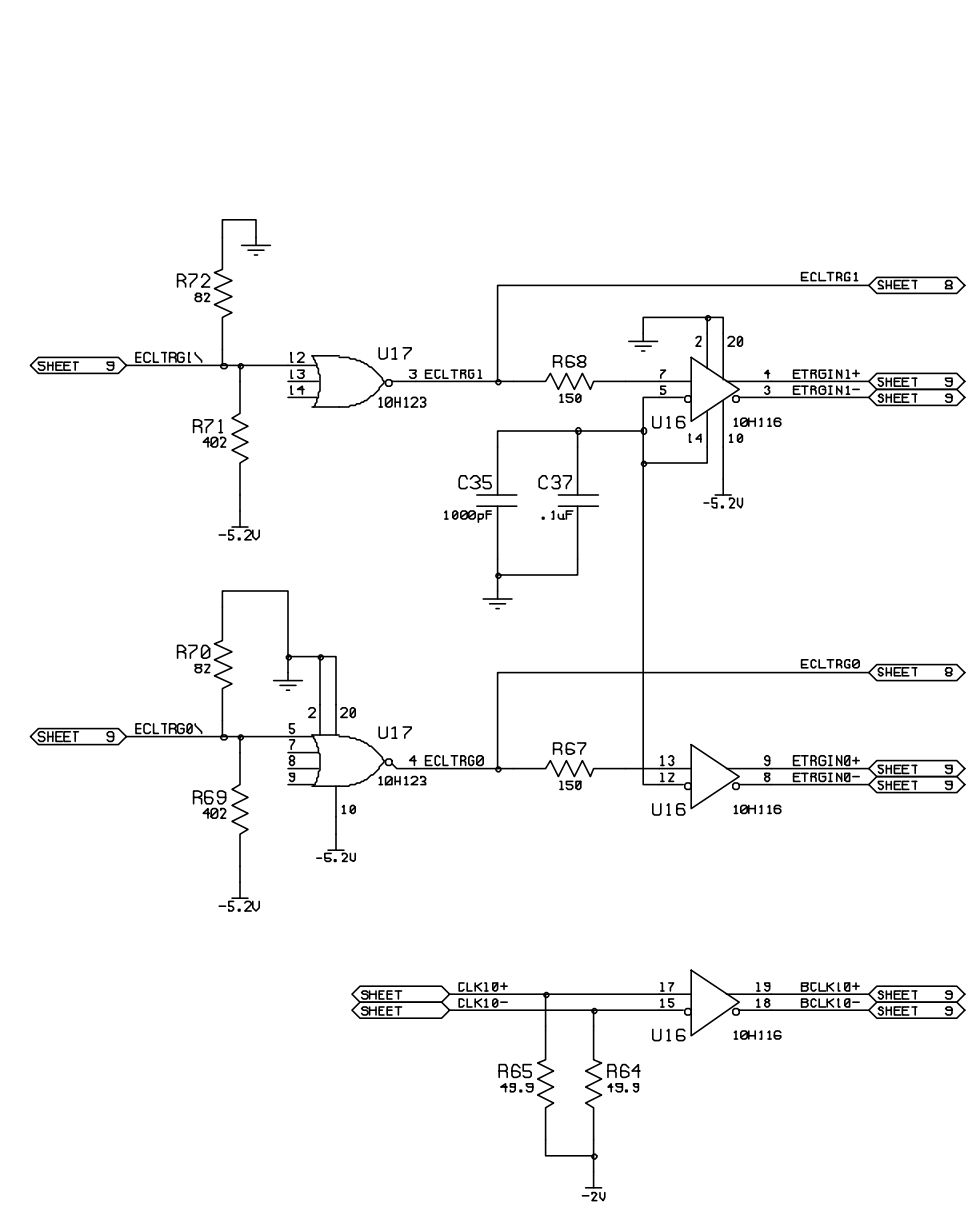 ECLTRG1
SHEET 8
R72
82
2
20
SHEET 9
ECLTRG1\
12
13
14
U17
10H123
3
ECLTRG1
R68
150
7
5
U16
10H116
4
ETRGIN1+
SHEET 9
3
ETRGIN1-
SHEET 9
14
10
R71
402
-5.2V
C35
1000pF
C37
.1uF
-5.2V
R70
82
ECLTRG0
SHEET 8
2
20
SHEET 9
ECLTRG0\
5
7
8
9
U17
10H123
4
ECLTRG0
R67
150
13
12
U16
10H116
9
ETRGIN0+
SHEET 9
8
ETRGIN0-
SHEET 9
R69
402
10
-5.2V
-5.2V
SHEET
CLK10+
17
19
BCLK10+
SHEET 9
SHEET
CLK10-
15
18
BCLK10-
SHEET 9
U16
10H116
R65
49.9
R64
49.9
-2V